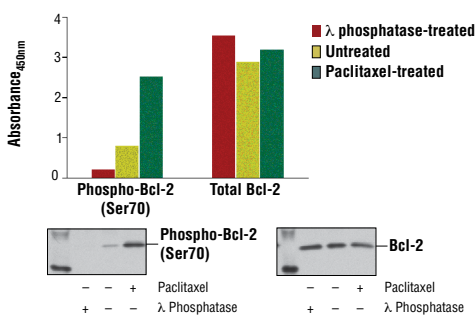 Absorbance450nm
4
3
2
1
0
λ phosphatase-treated
Untreated
Paclitaxel-treated
Phospho-Bcl-2
(Ser70)
Total Bcl-2
Phospho-Bcl-2
(Ser70)
– – + Paclitaxel
+ – – λ Phosphatase
Bcl-2
– – + Paclitaxel
+ – – λ Phosphatase